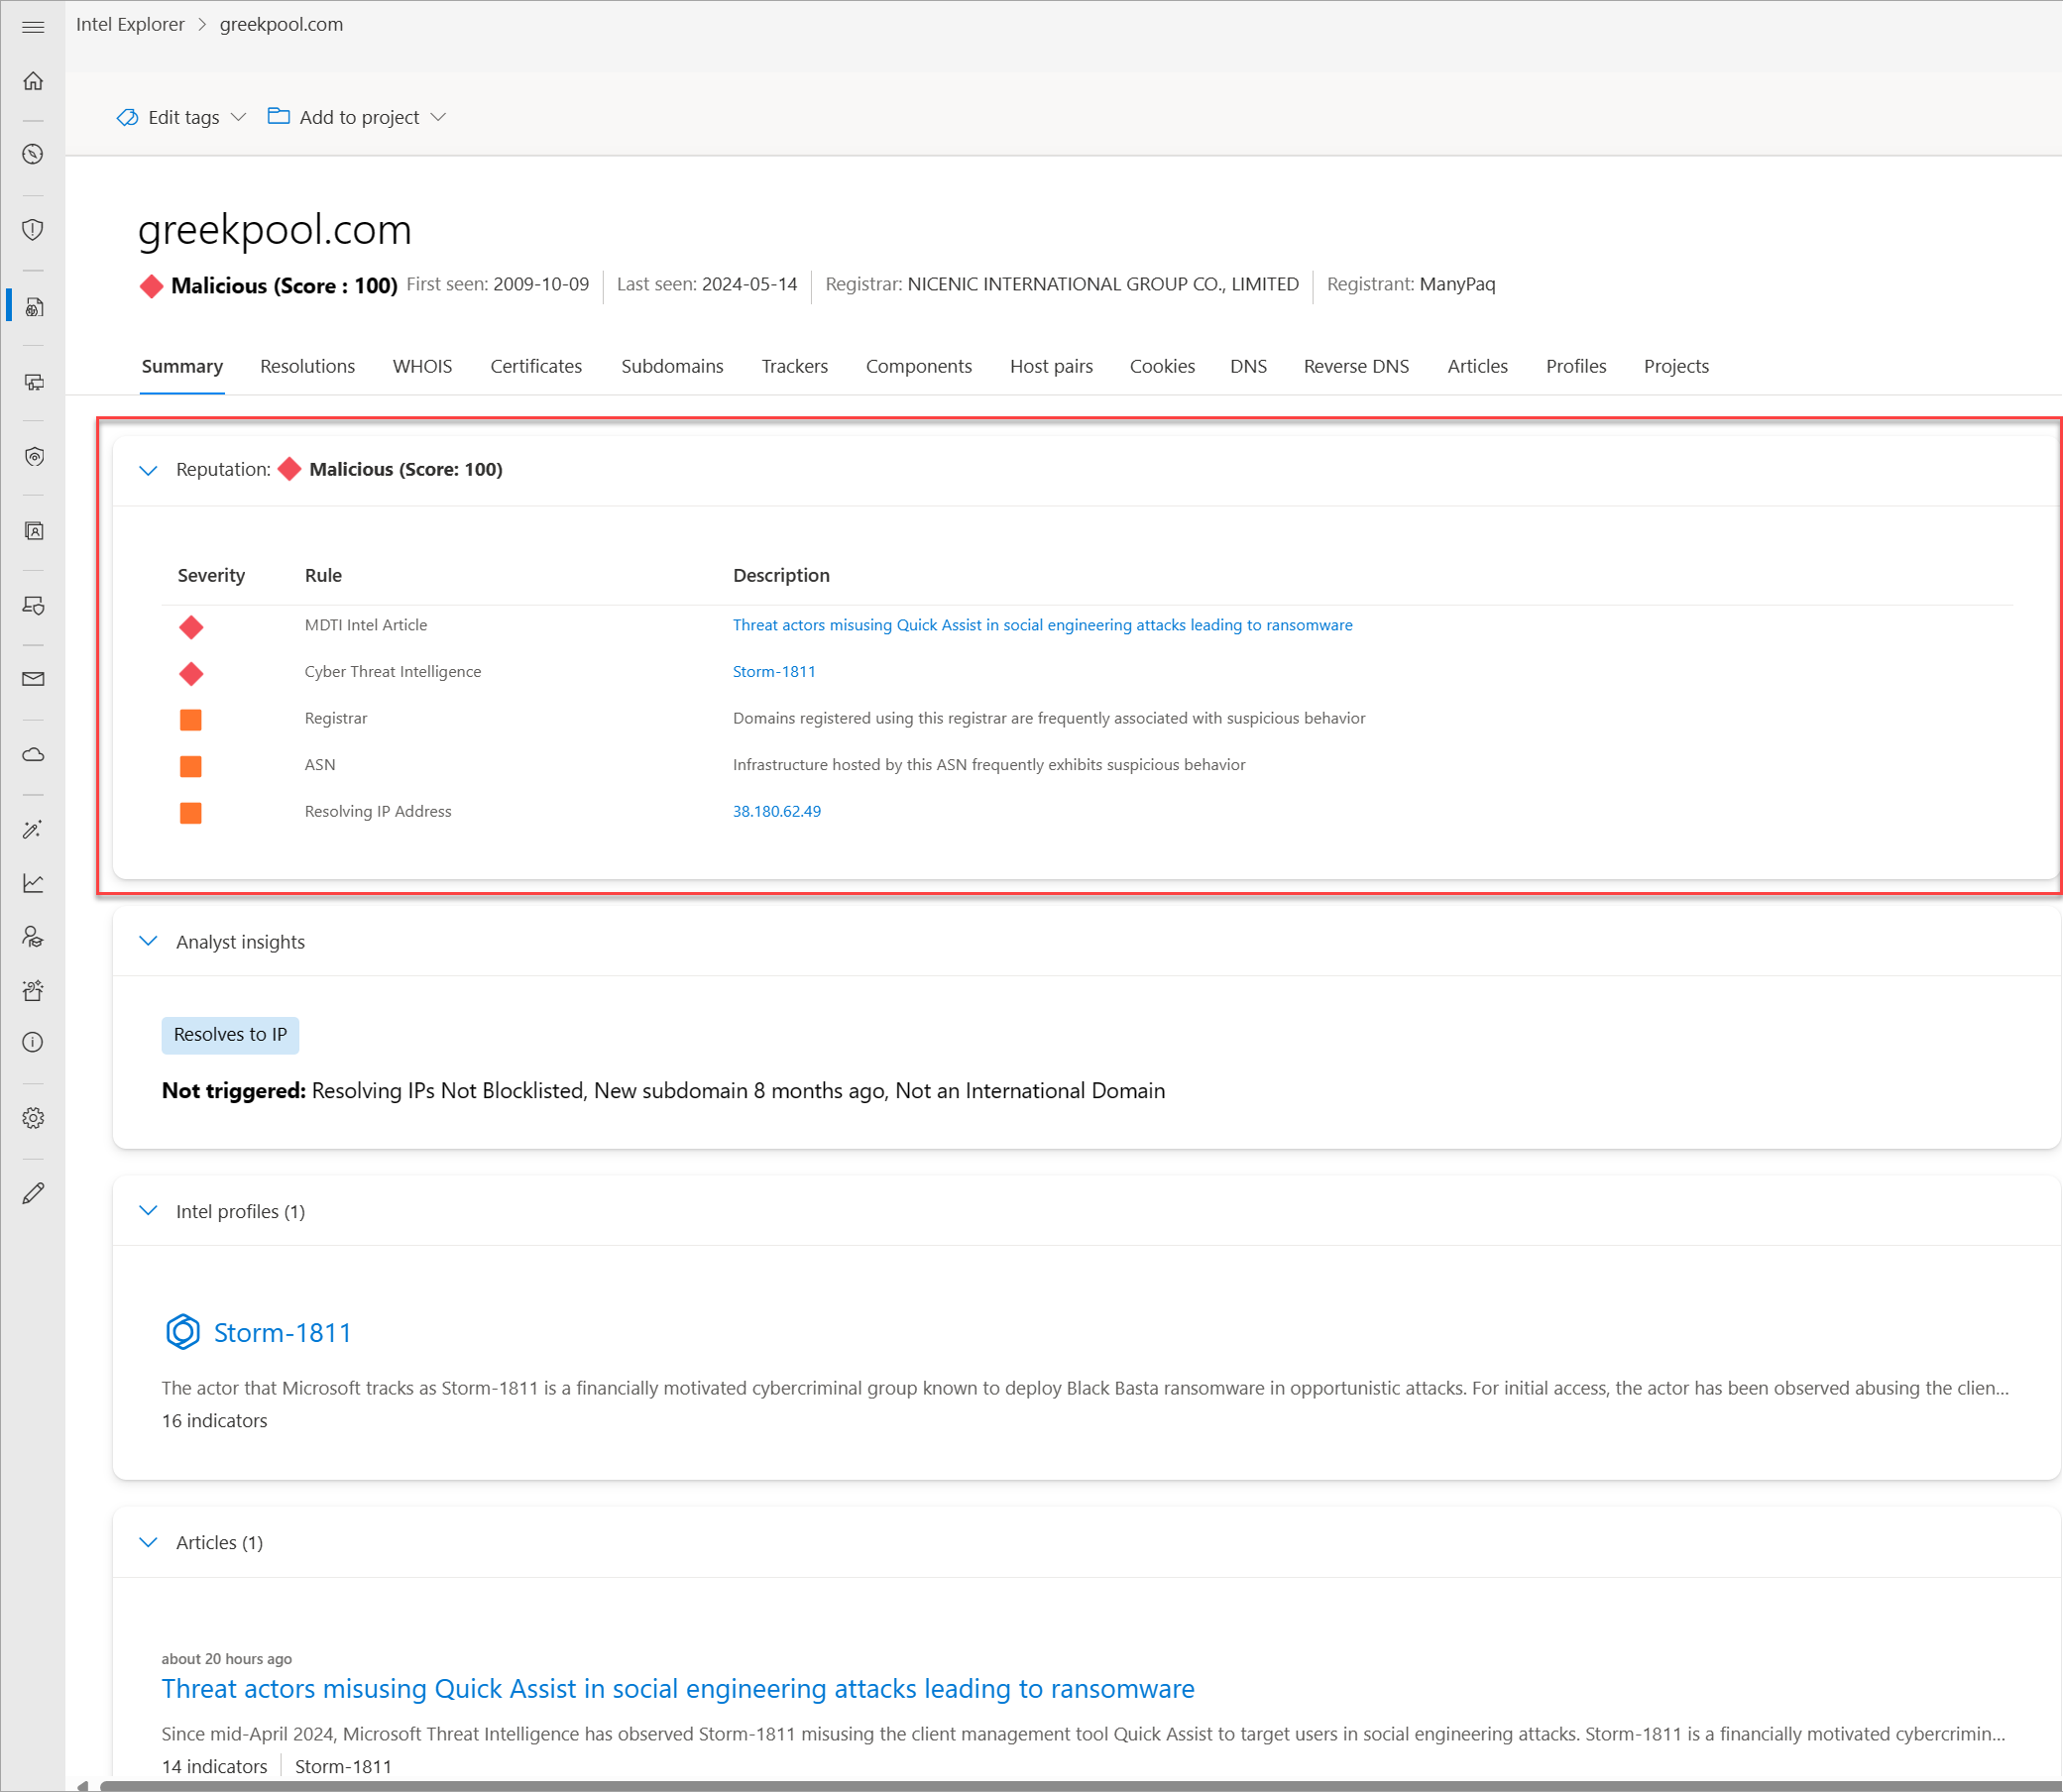 Intel Explorer > greekpool.com
Edit tags Add to project
greekpool.com
Malicious (Score : 100) First seen: 2009-10-09 Last seen: 2024-05-14 Registrar: NICENIC INTERNATIONAL GROUP CO., LIMITED Registrant: ManyPaq
Summary Resolutions WHOIS Certificates Subdomains Trackers Components Host pairs Cookies DNS Reverse DNS Articles Profiles Projects
Reputation: Malicious (Score: 100)
Severity Rule Description
MDTI Intel Article Threat actors misusing Quick Assist in social engineering attacks leading to ransomware
Cyber Threat Intelligence Storm-1811
Registrar Domains registered using this registrar are frequently associated with suspicious behavior
ASN Infrastructure hosted by this ASN frequently exhibits suspicious behavior
Resolving IP Address 38.180.62.49
Analyst insights
Resolves to IP
Not triggered: Resolving IPs Not Blocklisted, New subdomain 8 months ago, Not an International Domain
Intel profiles (1)
Storm-1811
The actor that Microsoft tracks as Storm-1811 is a financially motivated cybercriminal group known to deploy Black Basta ransomware in opportunistic attacks. For initial access, the actor has been observed abusing the clien...
16 indicators
Articles (1)
about 20 hours ago
Threat actors misusing Quick Assist in social engineering attacks leading to ransomware
Since mid-April 2024, Microsoft Threat Intelligence has observed Storm-1811 misusing the client management tool Quick Assist to target users in social engineering attacks. Storm-1811 is a financially motivated cybercrimin...
14 indicators Storm-1811